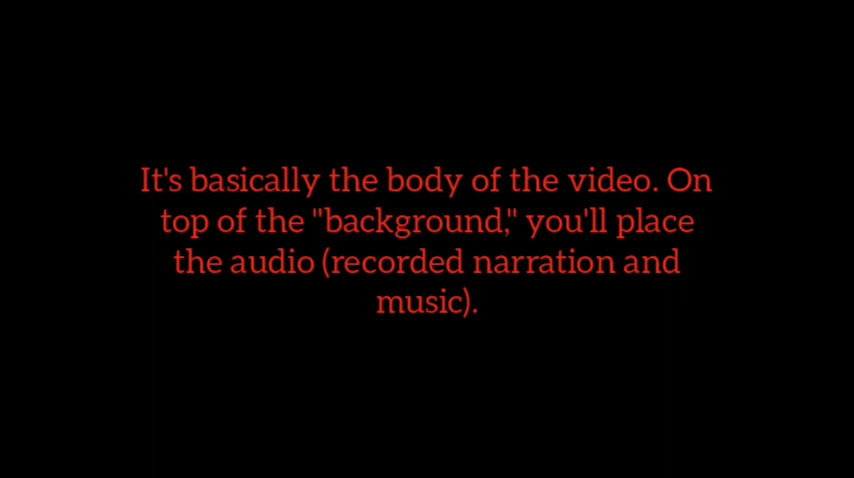 It's basically the body of the video. On
top of the "background," you'll place
the audio (recorded narration and
music).